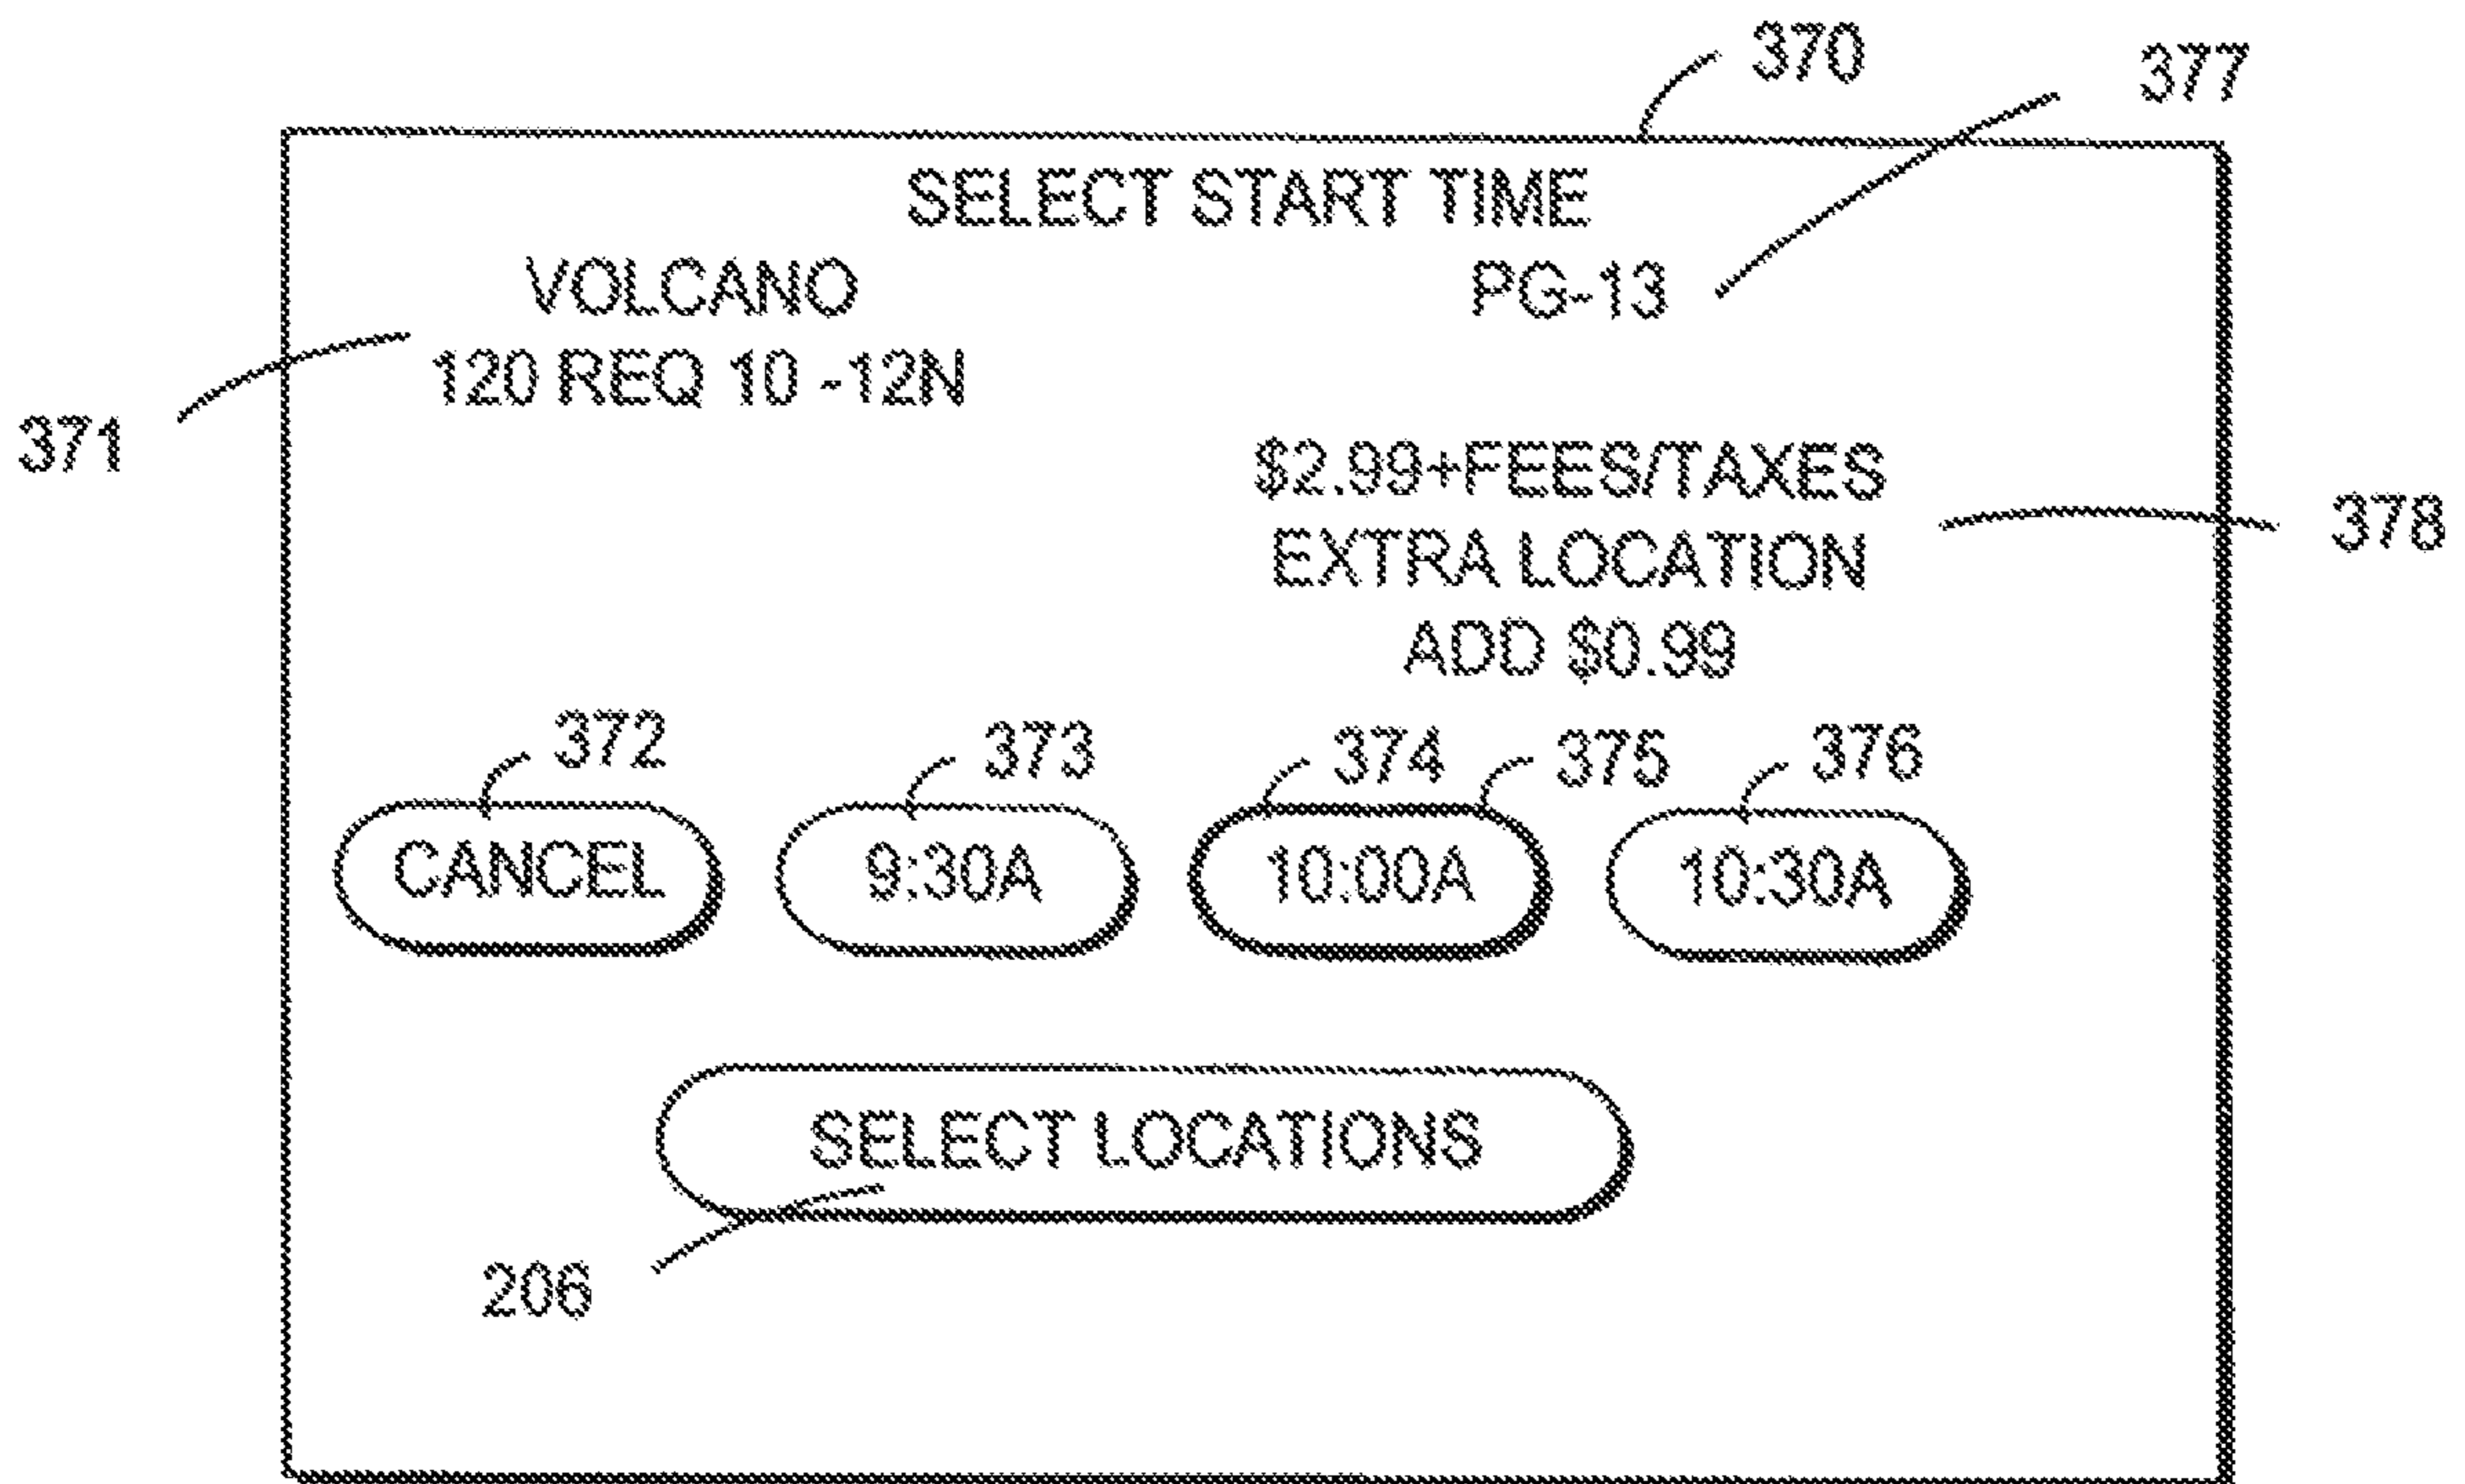 370
377
SELECT START TIME
VOLCANO PG-13
120 REQ 10 -12N
371
$2.99+FEES/TAXES
378
EXTRA LOCATION
ADD $0.99
372 373 374 375 376
CANCEL 9:30A 10:00A 10:30A
SELECT LOCATIONS
206